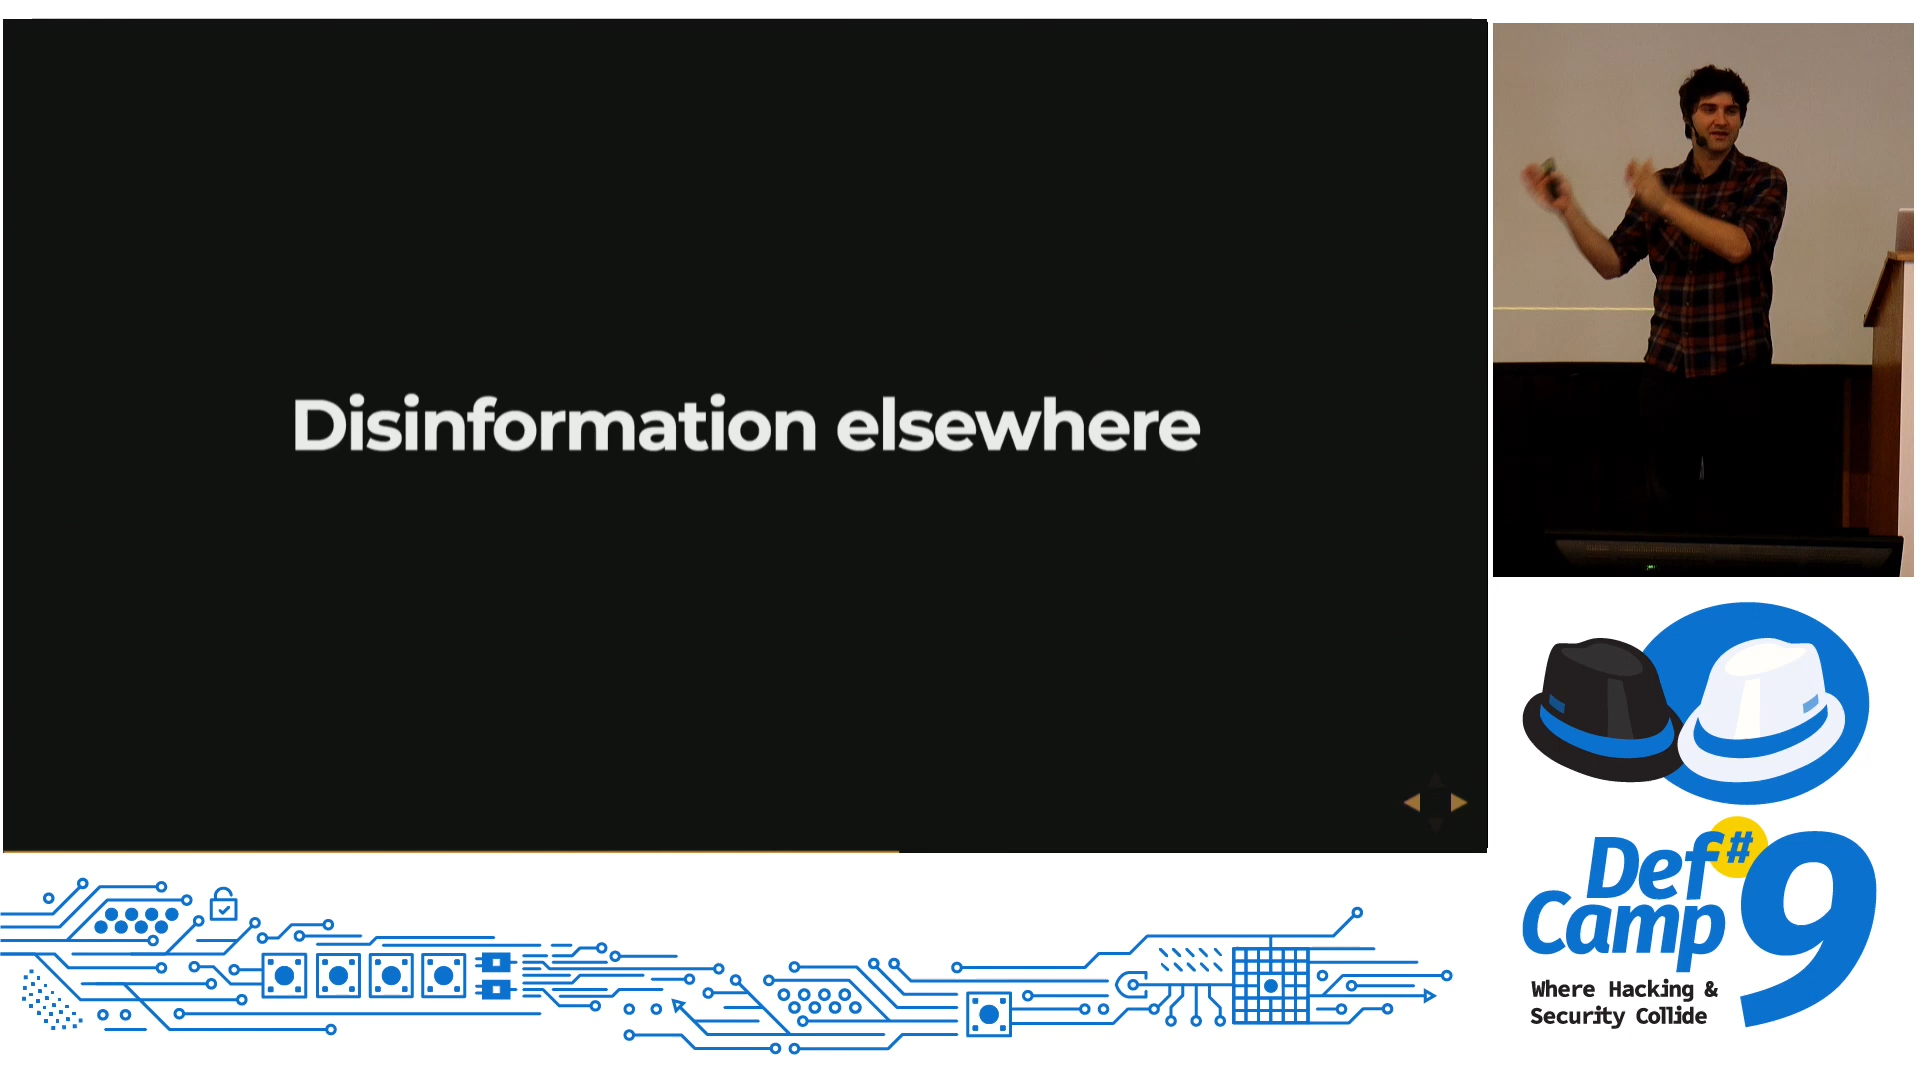 Disinformation elsewhere
Def#
Camp 9
Where Hacking &
Security Collide